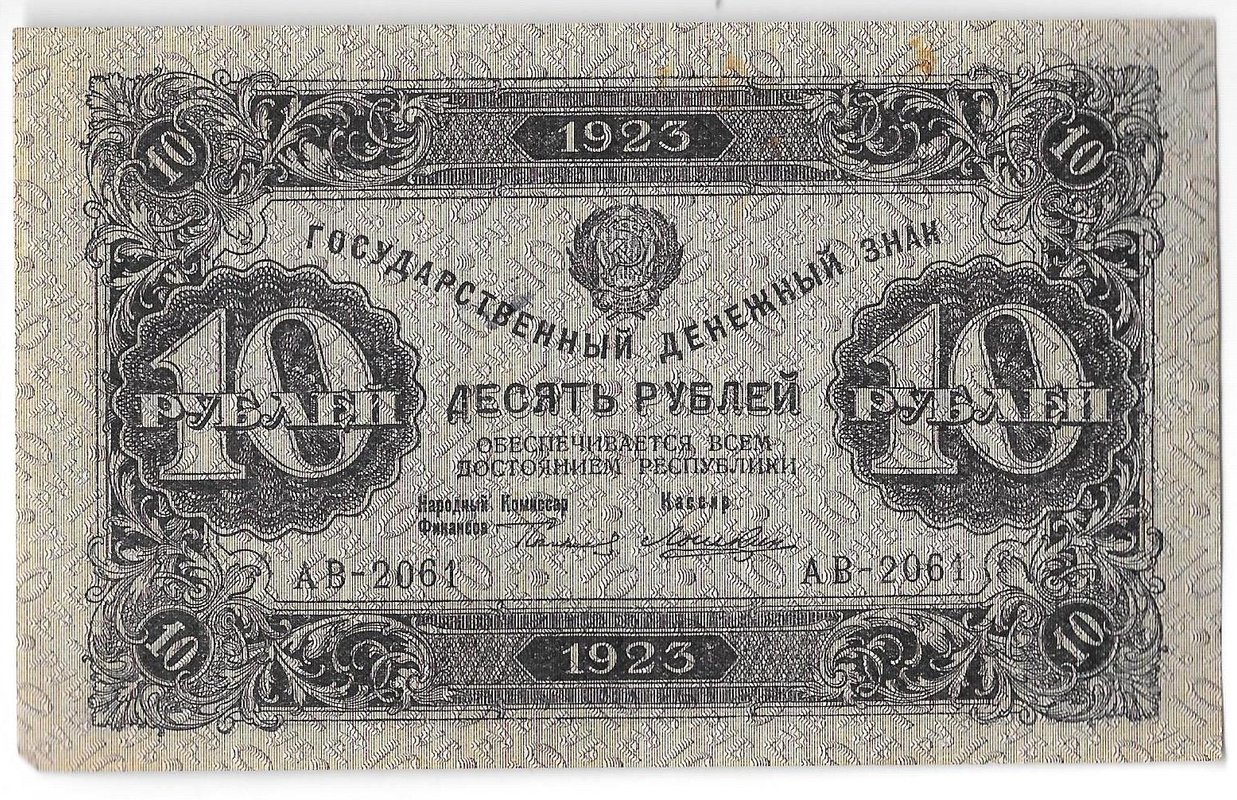 1923
10 10
ГОСУДАРСТВЕННЫЙ ДЕНЕЖНЫЙ ЗНАК
10 РУБЛЕЙ
ДЕСЯТЬ РУБЛЕЙ
10 РУБЛЕЙ
ОБЕСПЕЧИВАЕТСЯ ВСЕМ
ДОСТОЯНИЕМ РЕСПУБЛИКИ
Народный Комиссар
Финансов
Кассир
АВ-2061 АВ-2061
10 10
1923